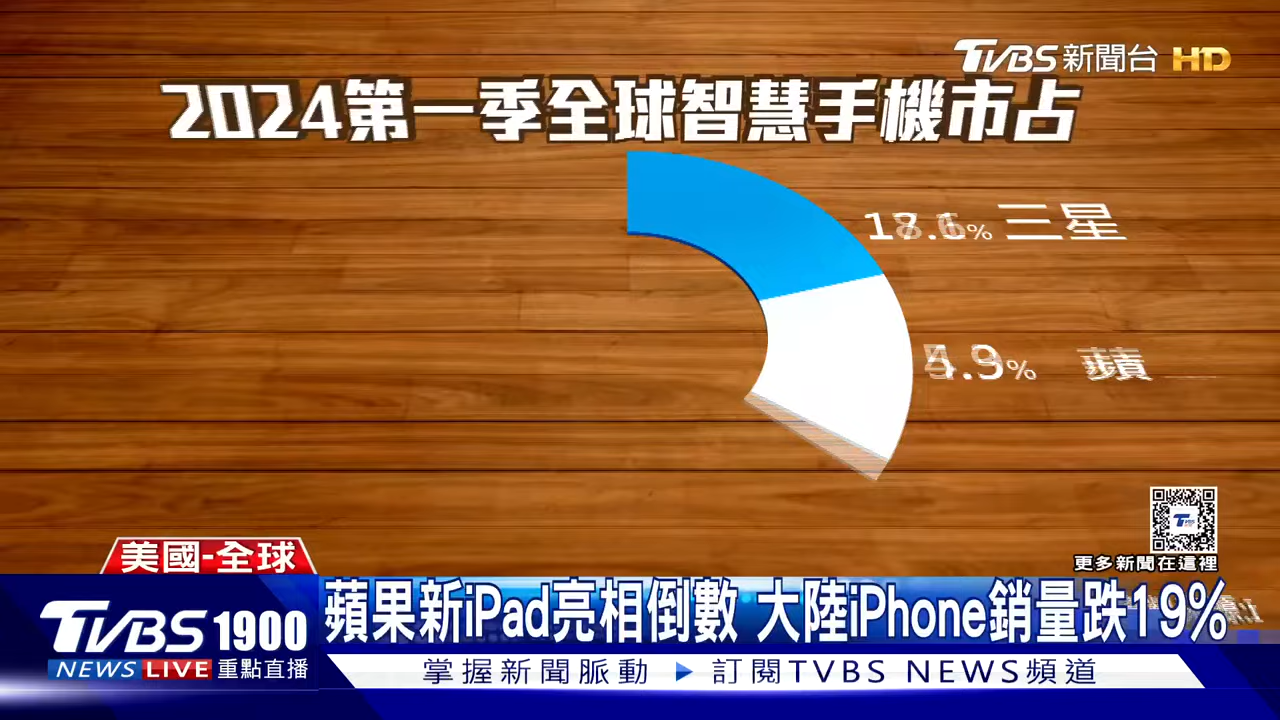 TVBS新聞台 HD
2024第一季全球智慧手機市占
% 三星
.9% 蘋
TVBS
更多新聞在這裡
美國-全球
蘋果新iPad亮相倒數 大陸iPhone銷量跌19%
TVBS 1900
NEWS LIVE 重點直播
掌握新聞脈動 ▶ 訂閱TVBS NEWS頻道